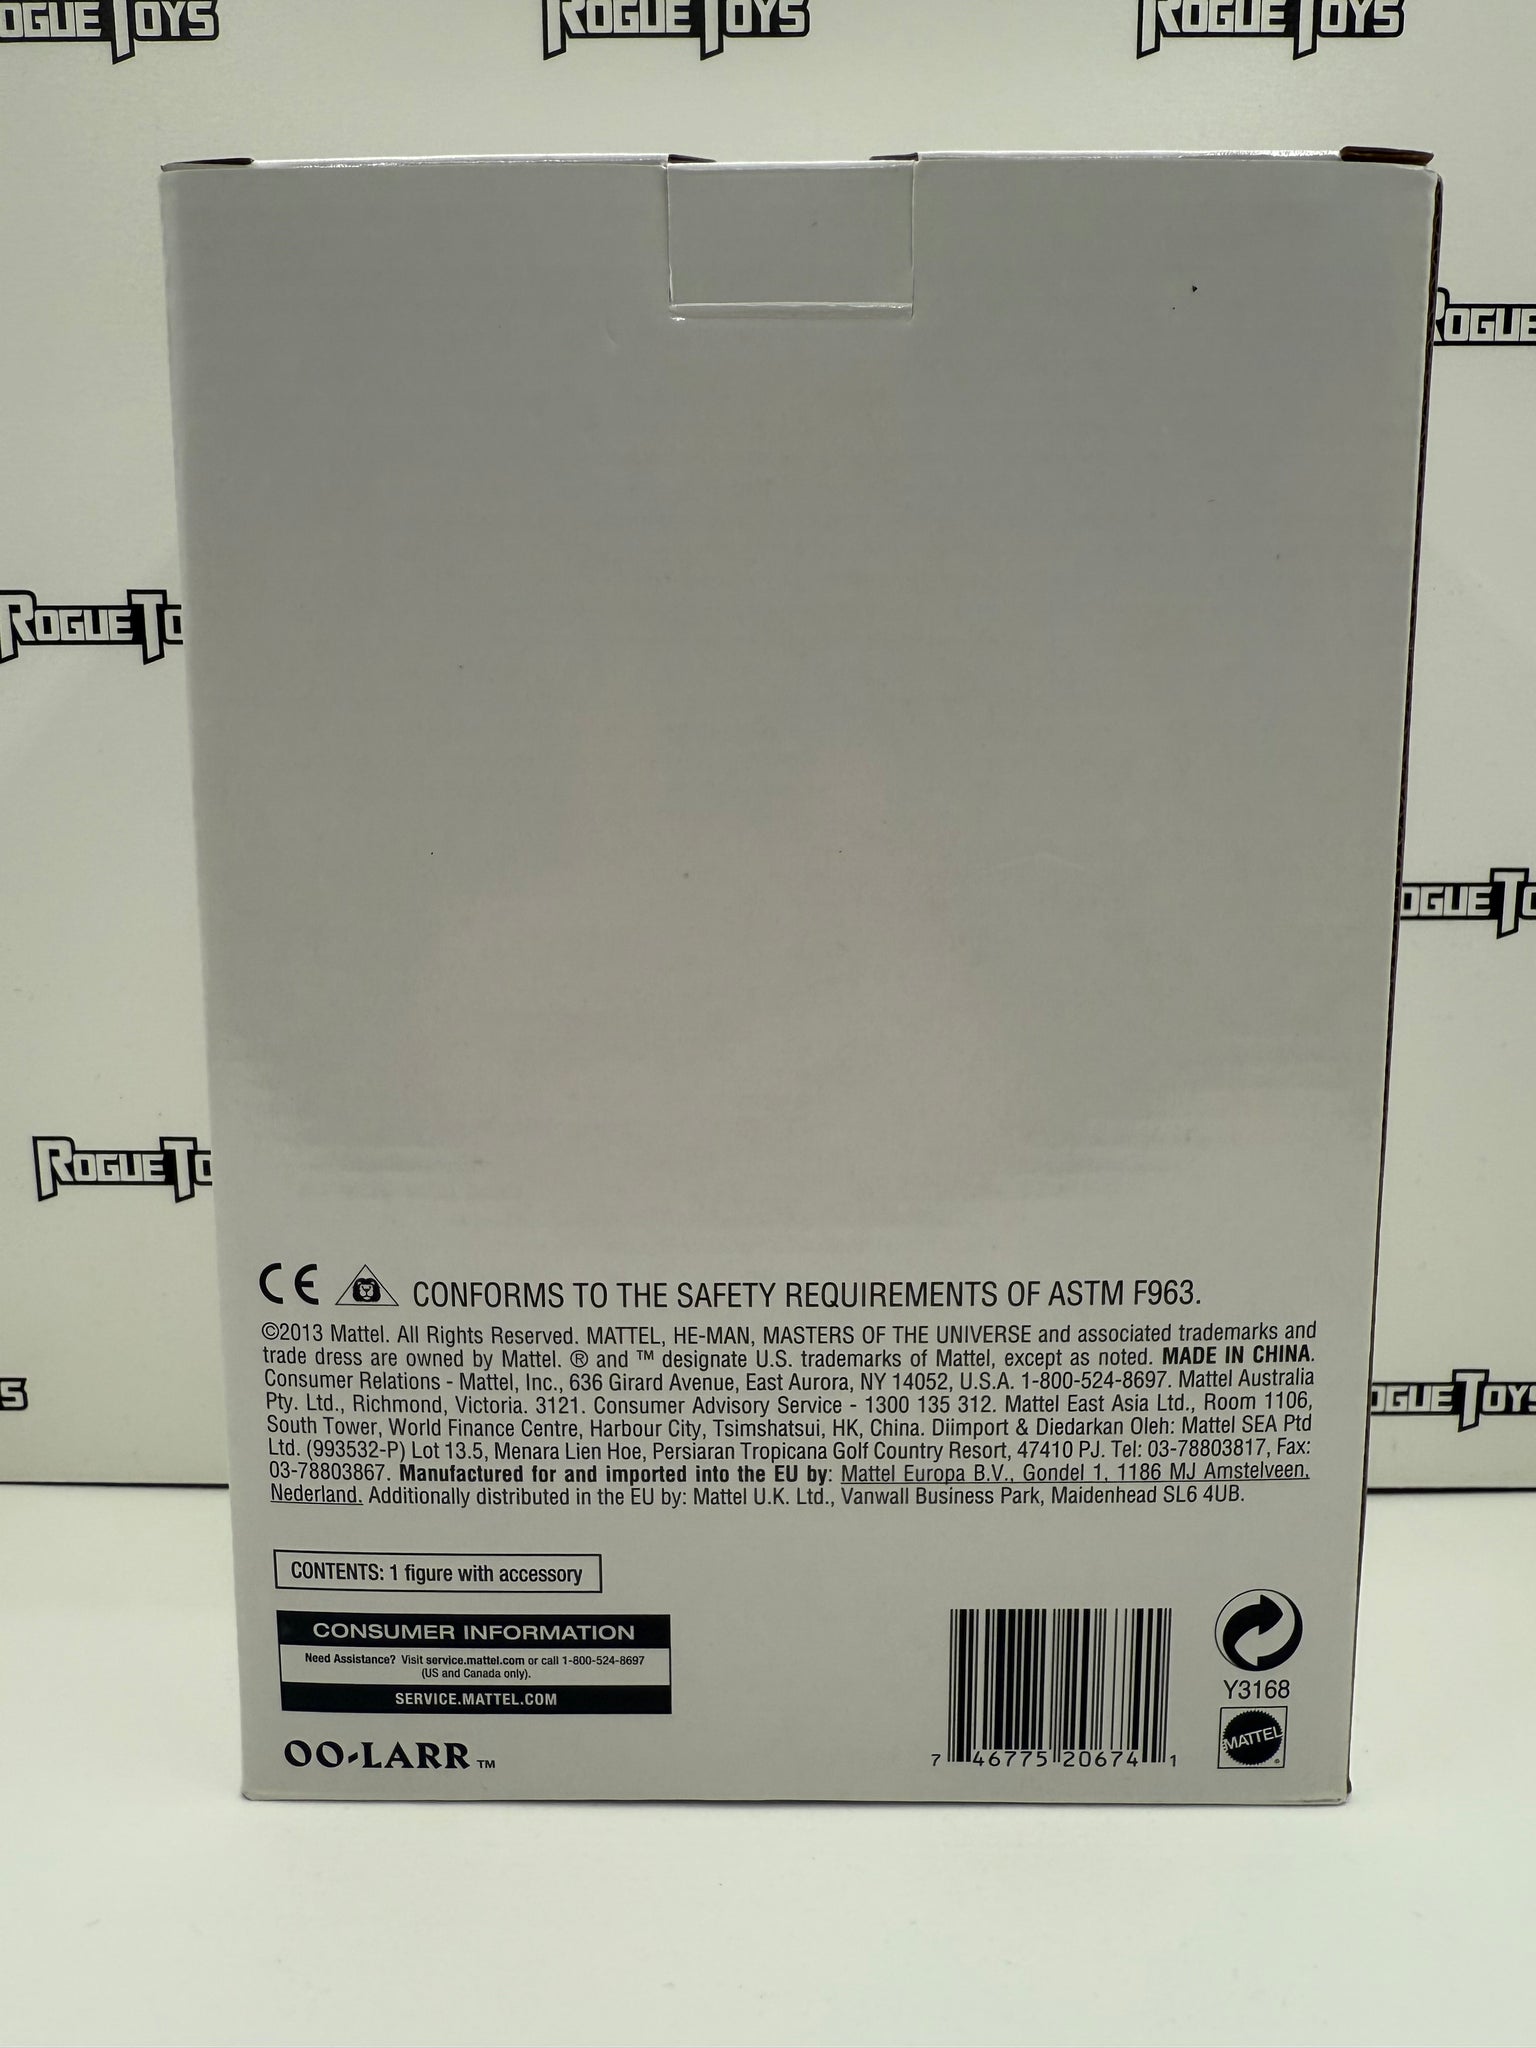 OGUE TOYS
ROGUE TOYS
ROGUE TOYS
ROGUE
ROGUE TO
OGUE TO
ROGUE TO
S
OGUE TOYS
CE CONFORMS TO THE SAFETY REQUIREMENTS OF ASTM F963.
©2013 Mattel. All Rights Reserved. MATTEL, HE-MAN, MASTERS OF THE UNIVERSE and associated trademarks and
trade dress are owned by Mattel. ® and ™ designate U.S. trademarks of Mattel, except as noted. MADE IN CHINA.
Consumer Relations - Mattel, Inc., 636 Girard Avenue, East Aurora, NY 14052, U.S.A. 1-800-524-8697. Mattel Australia
Pty. Ltd., Richmond, Victoria. 3121. Consumer Advisory Service - 1300 135 312. Mattel East Asia Ltd., Room 1106,
South Tower, World Finance Centre, Harbour City, Tsimshatsui, HK, China. Diimport & Diedarkan Oleh: Mattel SEA Ptd
Ltd. (993532-P) Lot 13.5, Menara Lien Hoe, Persiaran Tropicana Golf Country Resort, 47410 PJ. Tel: 03-78803817, Fax:
03-78803867. Manufactured for and imported into the EU by: Mattel Europa B.V., Gondel 1, 1186 MJ Amstelveen,
Nederland. Additionally distributed in the EU by: Mattel U.K. Ltd., Vanwall Business Park, Maidenhead SL6 4UB.
CONTENTS: 1 figure with accessory
CONSUMER INFORMATION
Need Assistance? Visit service.mattel.com or call 1-800-524-8697
(US and Canada only).
SERVICE.MATTEL.COM
OO-LARR™
7 46775 20674 1
Y3168
MATTEL®